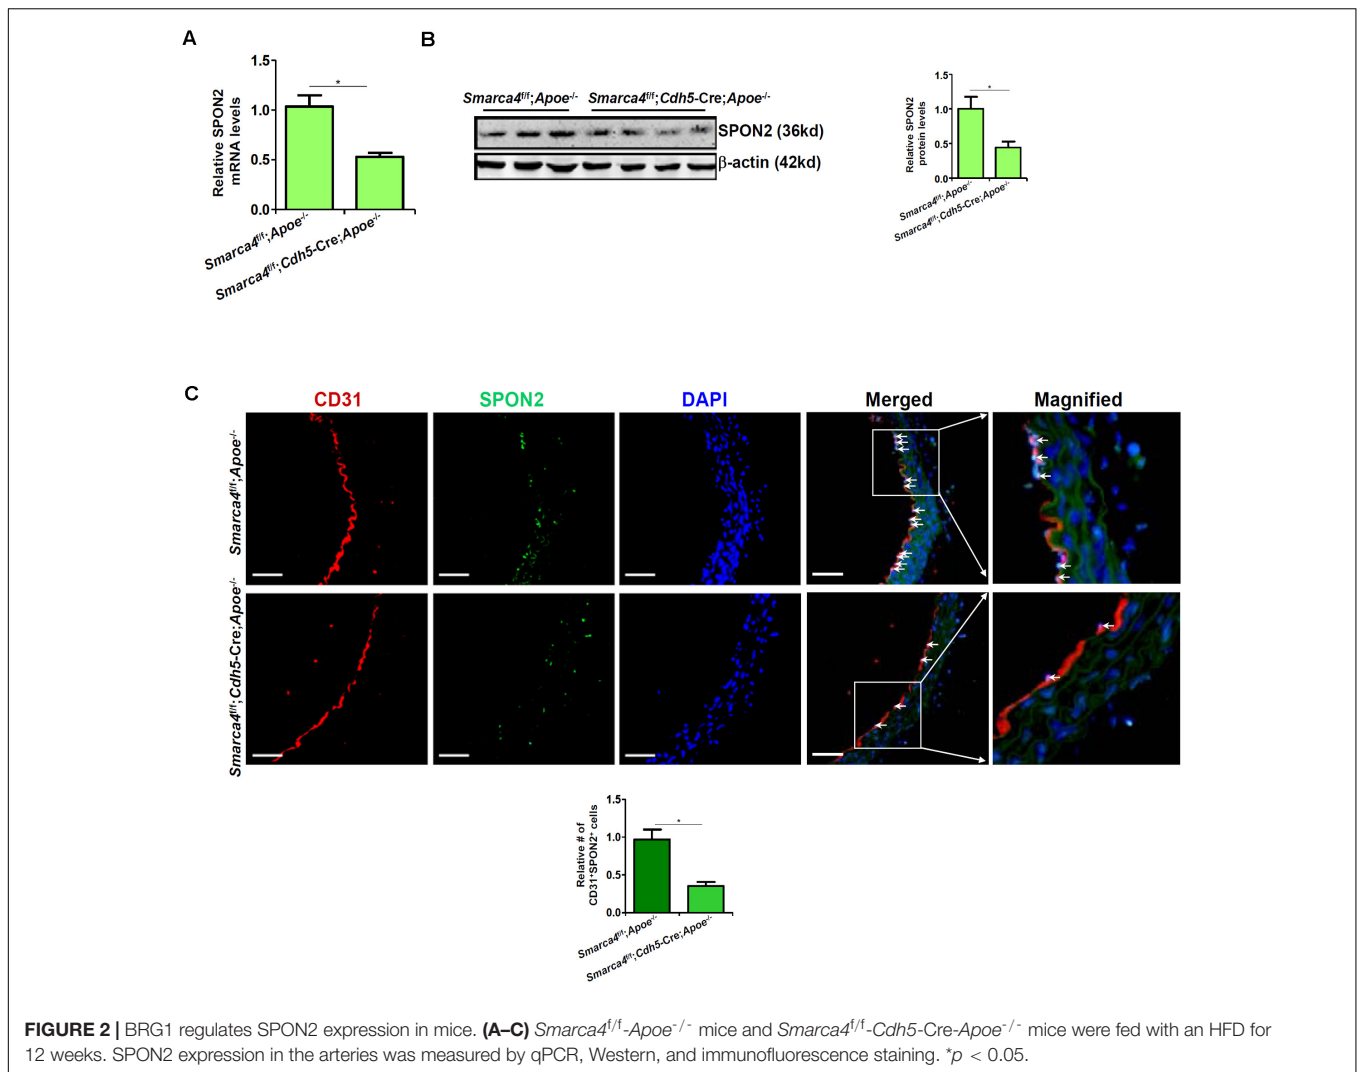 A
B
1.5
1.0
0.5
0.0
Relative SPON2
mRNA levels
*
Smarca4f/f;Apoe-/-
Smarca4f/f;Cdh5-Cre;Apoe-/-
Smarca4f/f;Apoe-/- Smarca4f/f;Cdh5-Cre;Apoe-/-
SPON2 (36kd)
β-actin (42kd)
1.5
1.0
0.5
0.0
Relative SPON2
protein levels
*
Smarca4f/f;Apoe-/-
Smarca4f/f;Cdh5-Cre;Apoe-/-
C
CD31 SPON2 DAPI Merged Magnified
Smarca4f/f;Apoe-/-
Smarca4f/f;Cdh5-Cre;Apoe-/-
1.5
1.0
0.5
0.0
Relative # of
CD31+SPON2+ cells
*
Smarca4f/f;Apoe-/-
Smarca4f/f;Cdh5-Cre;Apoe-/-
FIGURE 2 | BRG1 regulates SPON2 expression in mice. (A–C) Smarca4f/f-Apoe-/- mice and Smarca4f/f-Cdh5-Cre-Apoe-/- mice were fed with an HFD for
12 weeks. SPON2 expression in the arteries was measured by qPCR, Western, and immunofluorescence staining. *p < 0.05.